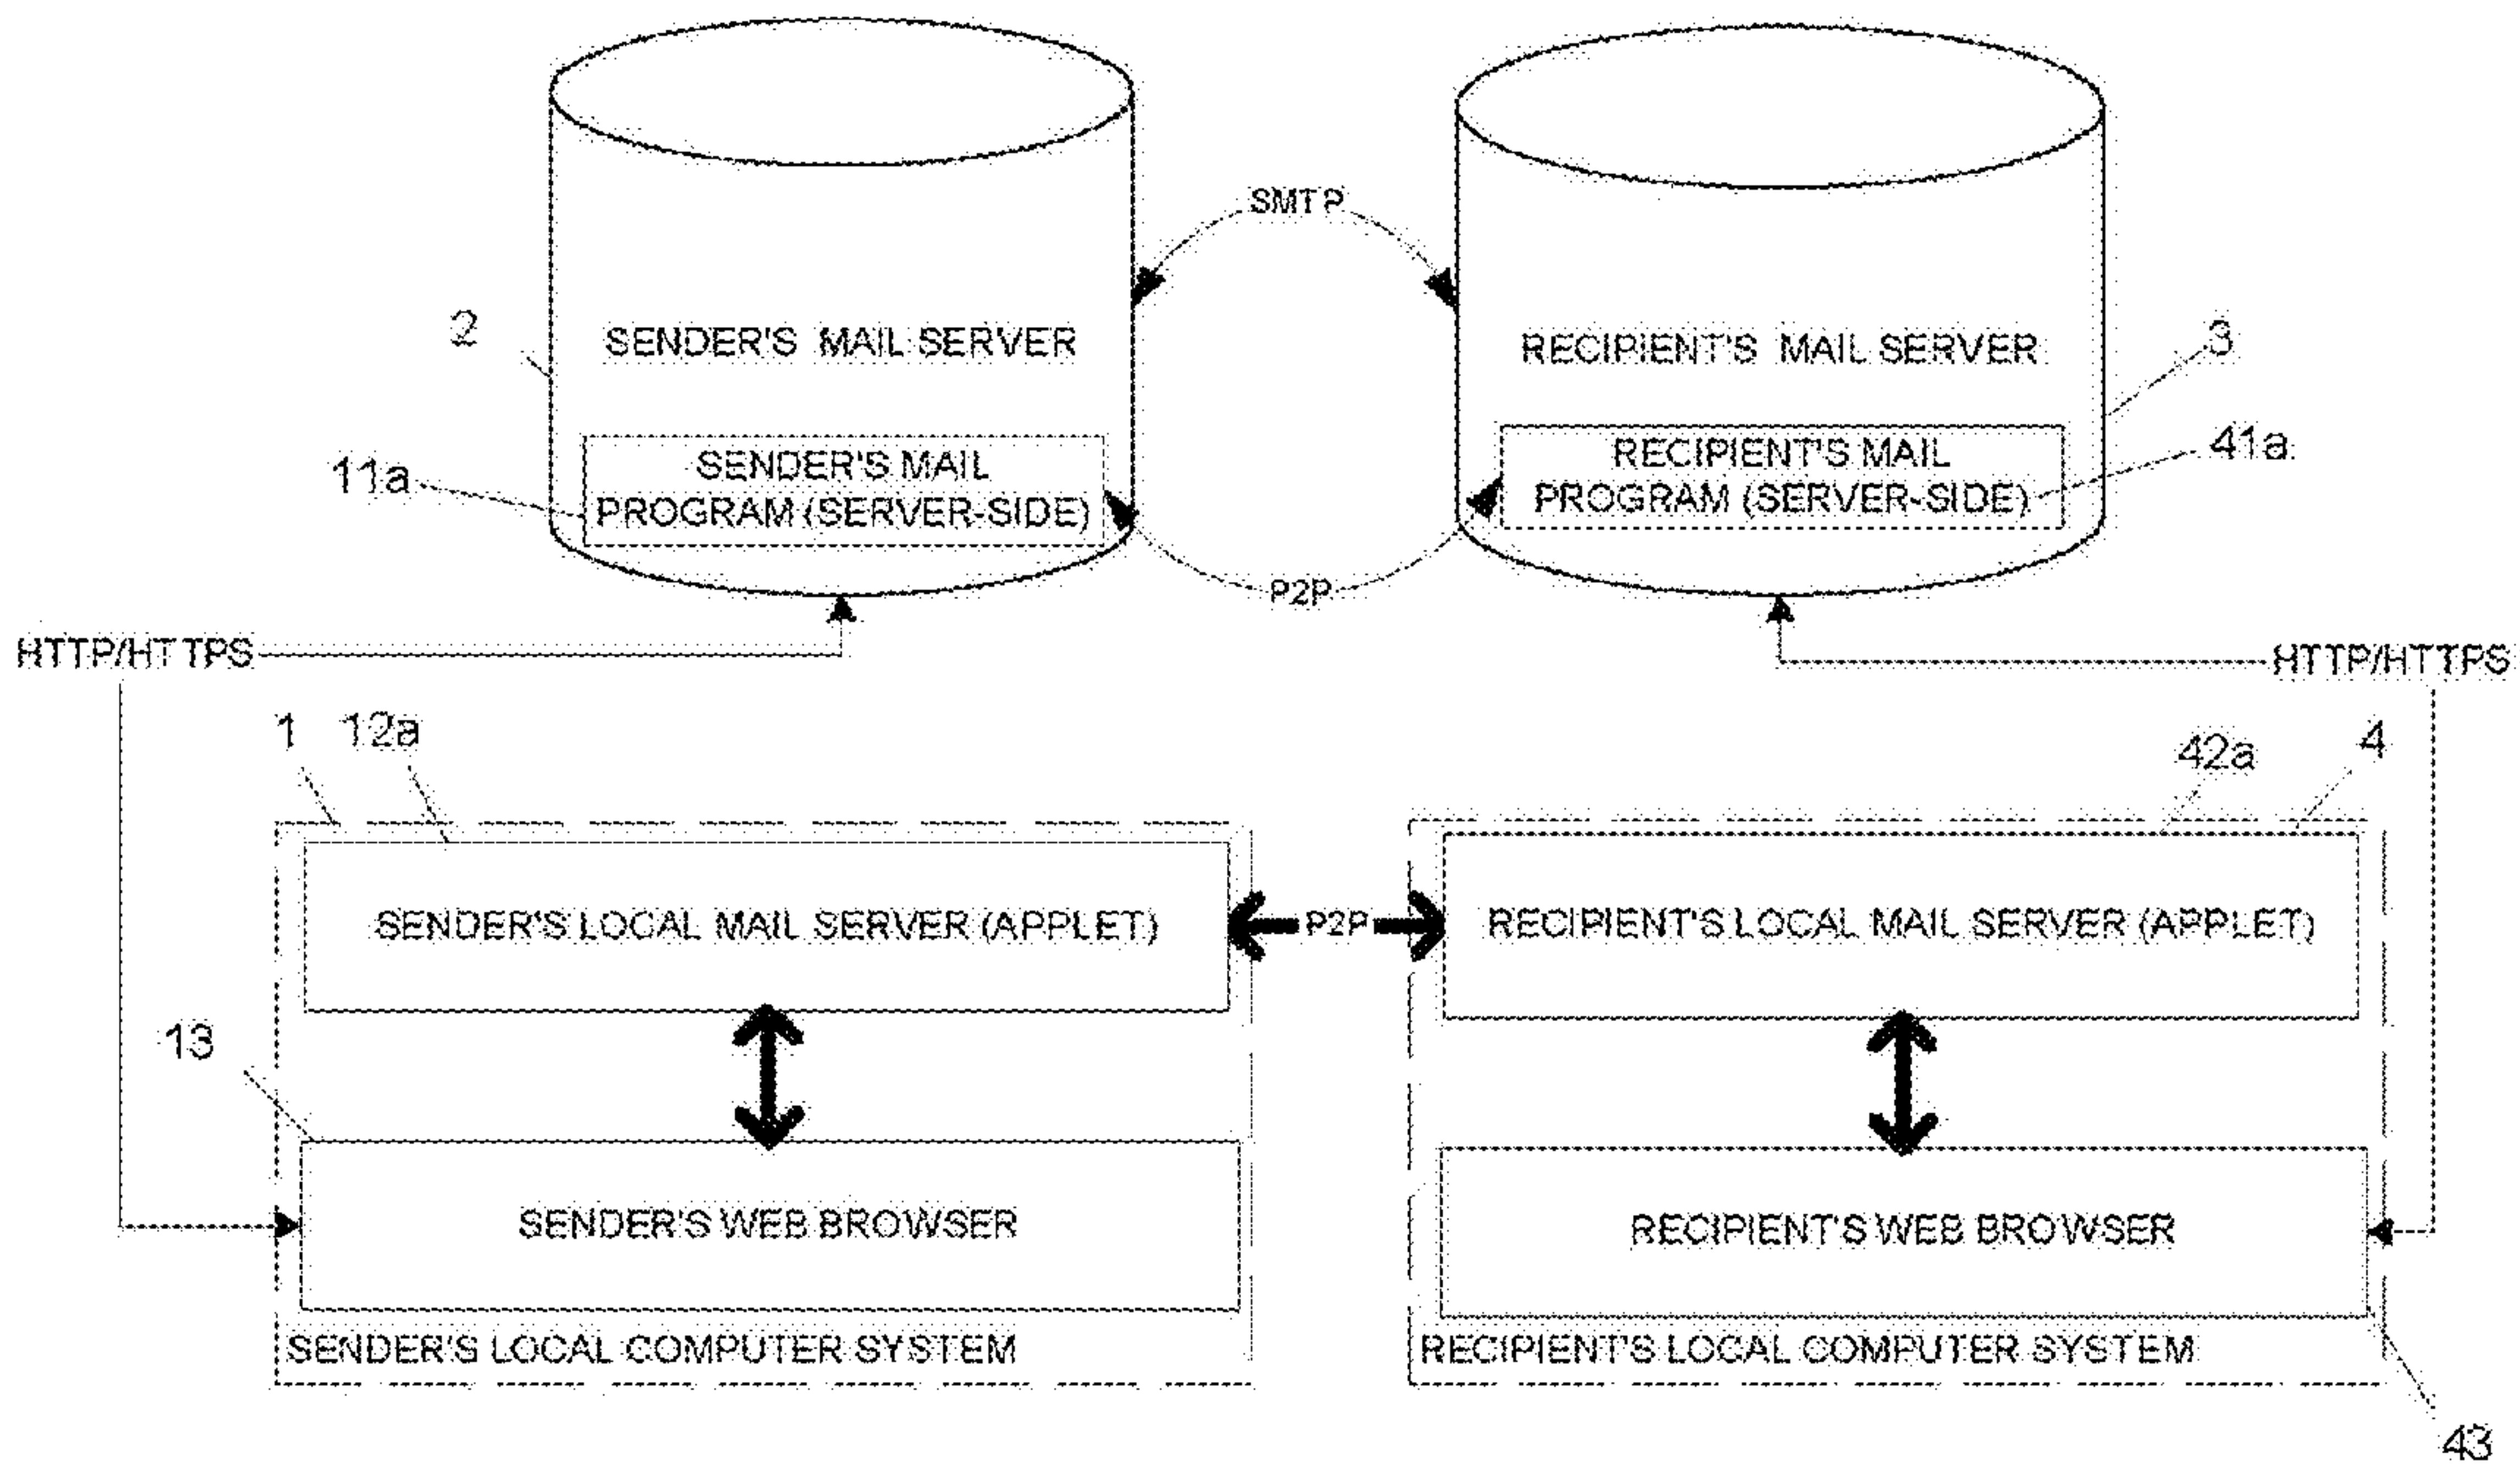 SMTP
2
SENDER'S MAIL SERVER
RECIPIENT'S MAIL SERVER
3
11a
SENDER'S MAIL
PROGRAM (SERVER-SIDE)
RECIPIENT'S MAIL
PROGRAM (SERVER-SIDE)
41a
P2P
HTTP/HTTPS
HTTP/HTTPS
1
12a
42a
4
SENDER'S LOCAL MAIL SERVER (APPLET)
P2P
RECIPIENT'S LOCAL MAIL SERVER (APPLET)
13
SENDER'S WEB BROWSER
RECIPIENT'S WEB BROWSER
SENDER'S LOCAL COMPUTER SYSTEM
RECIPIENT'S LOCAL COMPUTER SYSTEM
43